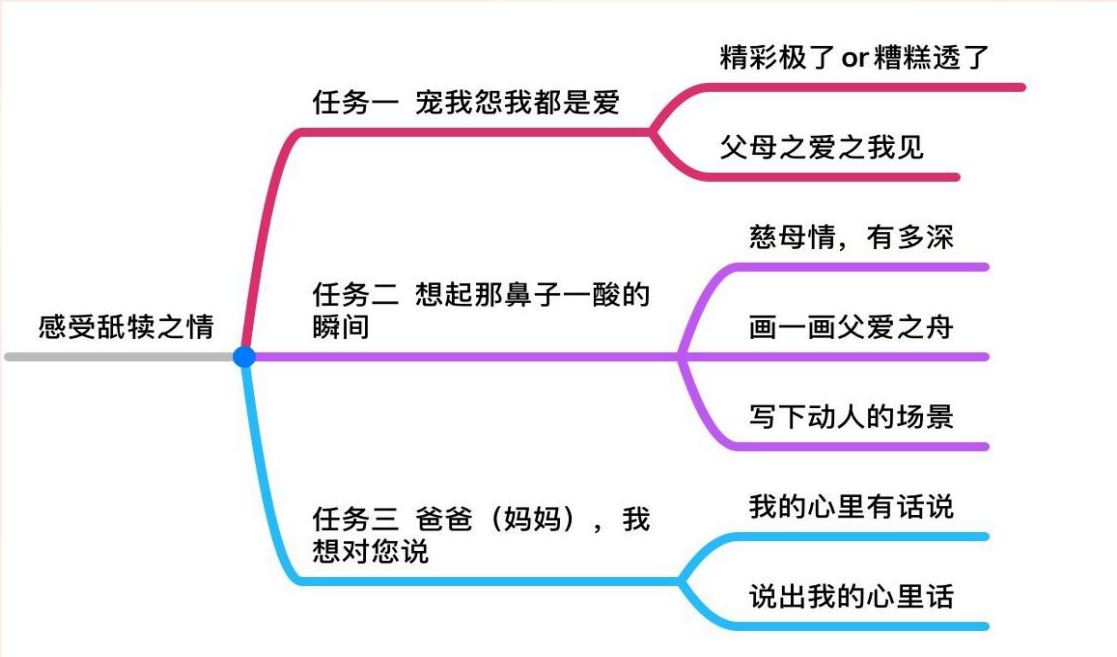 精彩极了or糟糕透了
任务一 宠我怨我都是爱
父母之爱之我见
慈母情，有多深
任务二 想起那鼻子一酸的
瞬间
感受舐犊之情
画一画父爱之舟
写下动人的场景
我的心里有话说
任务三 爸爸（妈妈），我
想对您说
说出我的心里话